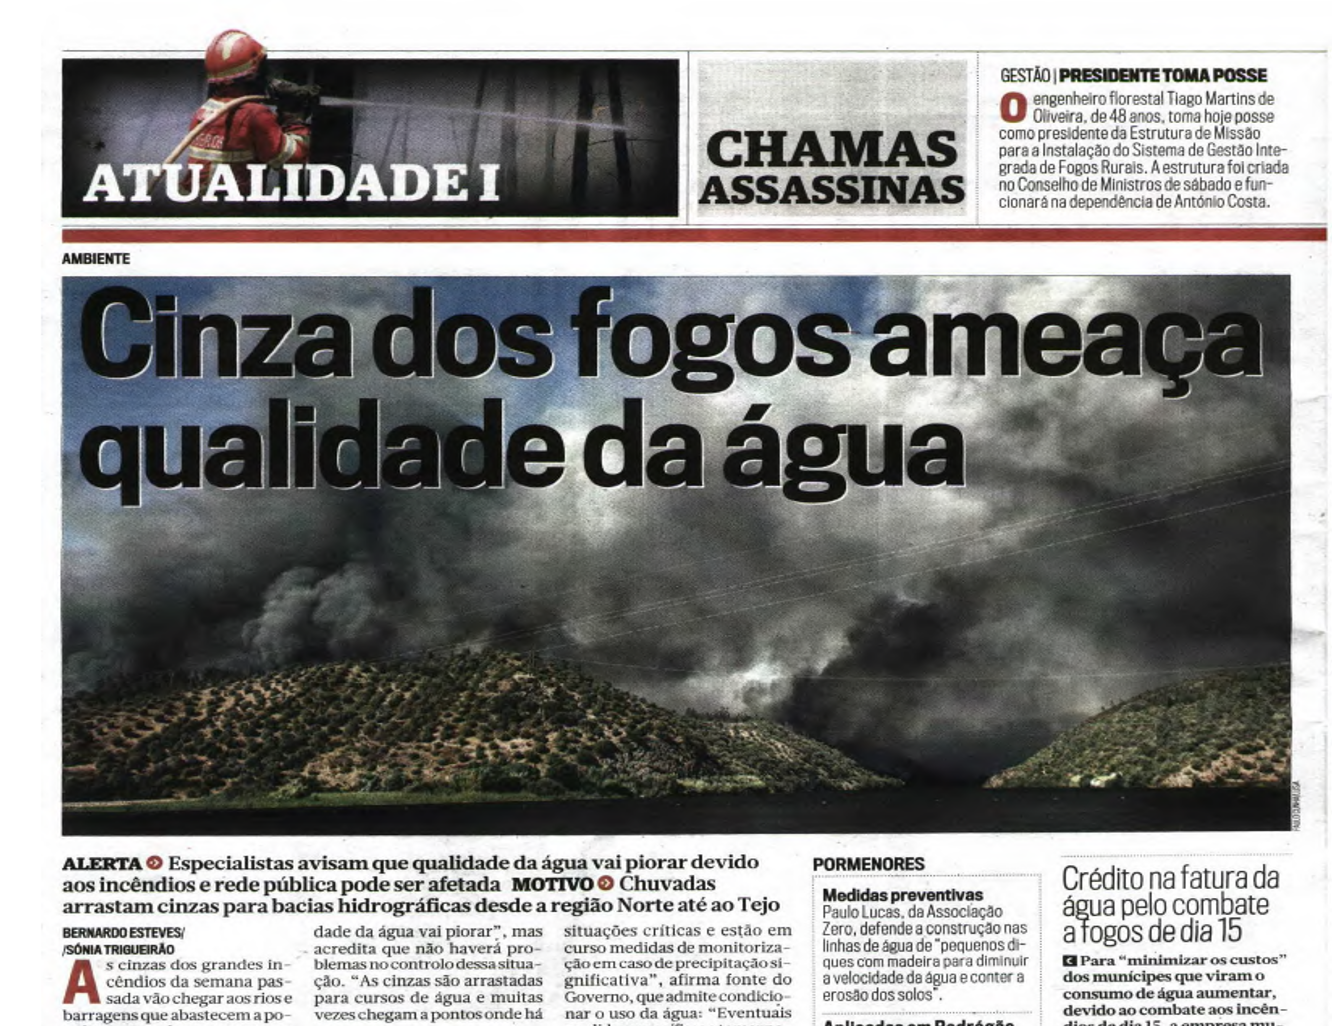 ATUALIDADE I
CHAMAS
ASSASSINAS
GESTÃO | PRESIDENTE TOMA POSSE
O engenheiro florestal Tiago Martins de
Oliveira, de 48 anos, toma hoje posse
como presidente da Estrutura de Missão
para a Instalação do Sistema de Gestão Inte-
grada de Fogos Rurais. A estrutura foi criada
no Conselho de Ministros de sábado e fun-
cionará na dependência de António Costa.
AMBIENTE
Cinza dos fogos ameaça
qualidade da água
ALERTA Especialistas avisam que qualidade da água vai piorar devido
aos incêndios e rede pública pode ser afetada MOTIVO Chuvadas
arrastam cinzas para bacias hidrográficas desde a região Norte até ao Tejo
BERNARDO ESTEVES/
/SÓNIA TRIGUEIRÃO
As cinzas dos grandes in-
cêndios da semana pas-
sada vão chegar aos rios e
barragens que abastecem a po-
dade da água vai piorar”, mas
acredita que não haverá pro-
blemas no controlo dessa situa-
ção. “As cinzas são arrastadas
para cursos de água e muitas
vezes chegam a pontos onde há
situações críticas e estão em
curso medidas de monitoriza-
ção em caso de precipitação si-
gnificativa”, afirma fonte do
Governo, que admite condicio-
nar o uso da água: “Eventuais
PORMENORES
Medidas preventivas
Paulo Lucas, da Associação
Zero, defende a construção nas
linhas de água de "pequenos di-
ques com madeira para diminuir
a velocidade da água e conter a
erosão dos solos".
Crédito na fatura da
água pelo combate
a fogos de dia 15
Para “minimizar os custos”
dos munícipes que viram o
consumo de água aumentar,
devido ao combate aos incên-